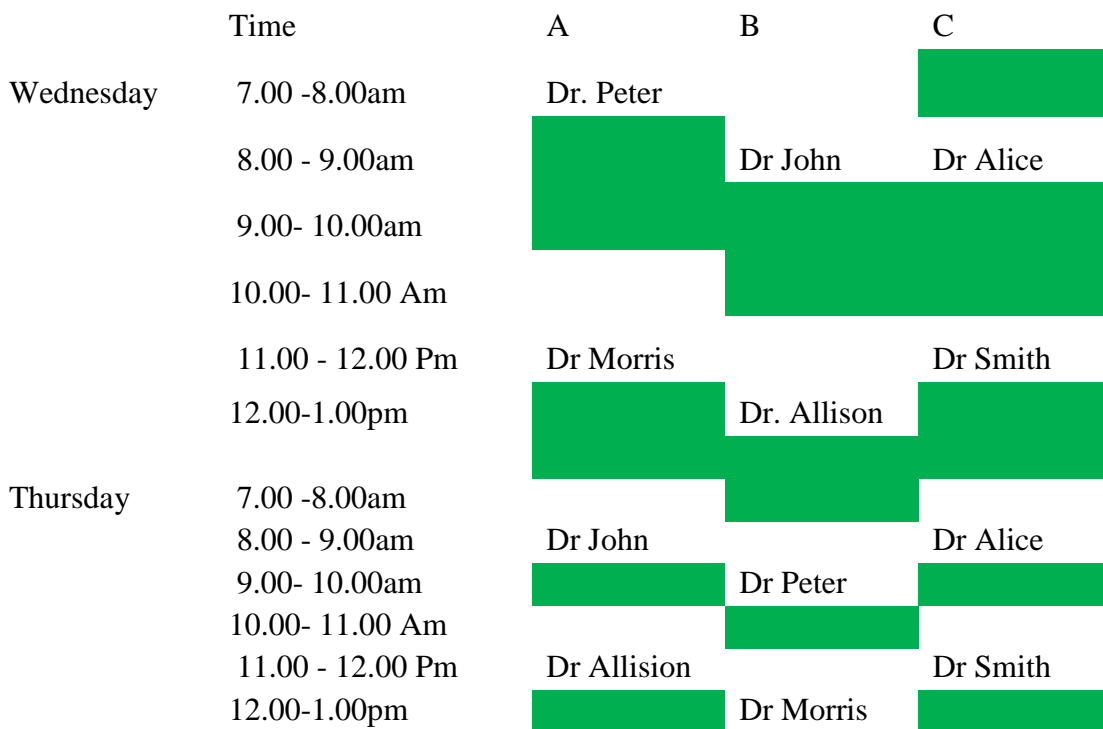 Time A B C
Wednesday 7.00 -8.00am Dr. Peter
8.00 - 9.00am Dr John Dr Alice
9.00- 10.00am
10.00- 11.00 Am
11.00 - 12.00 Pm Dr Morris Dr Smith
12.00-1.00pm Dr. Allison
Thursday 7.00 -8.00am
8.00 - 9.00am Dr John Dr Alice
9.00- 10.00am Dr Peter
10.00- 11.00 Am
11.00 - 12.00 Pm Dr Allision Dr Smith
12.00-1.00pm Dr Morris